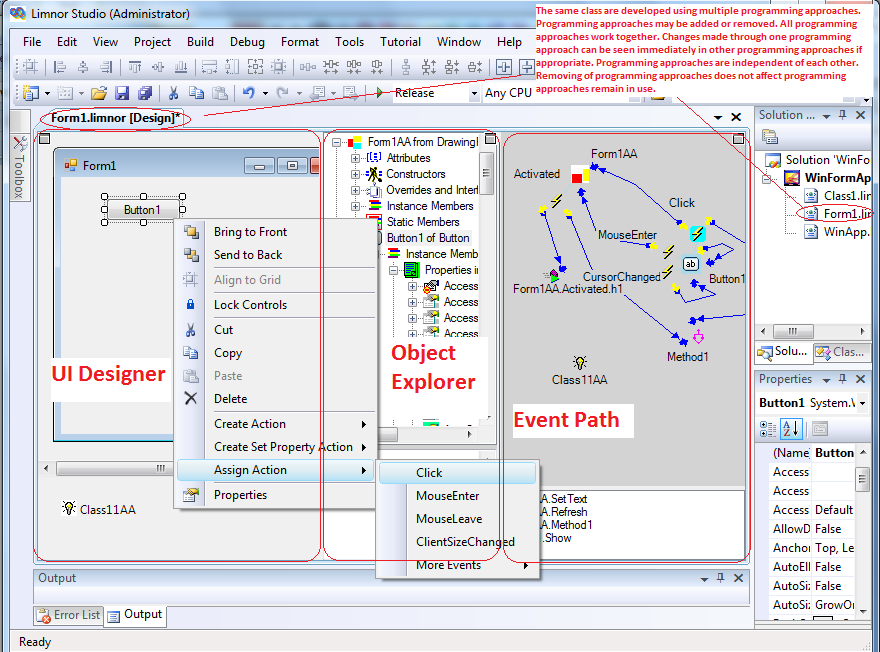 Limnor Studio (Administrator)
The same class are developed using multiple programming approaches.
Programming approaches may be added or removed. All programming
approaches work together. Changes made through one programming
approach can be seen immediately in other programming approaches if
appropriate. Programming approaches are independent of each other.
Removing of programming approaches does not affect programming
approaches remain in use.
File Edit View Project Build Debug Format Tools Tutorial Window Help
Release Any CPU
Form1.limnor [Design]*
Toolbox
Form1
Button1
Bring to Front
Send to Back
Align to Grid
Lock Controls
Cut
Copy
Paste
Delete
Create Action
Create Set Property Action
Assign Action
Properties
Click
MouseEnter
MouseLeave
ClientSizeChanged
More Events
UI Designer
Class11AA
Form1AA from DrawingI
Attributes
Constructors
Overrides and Interf
Instance Members
Static Members
Button1 of Button
Instance Memb
Properties in
Access
Access
Access
Access
Object
Explorer
Form1AA
Activated
Click
MouseEnter
ab
CursorChanged
Button1
Form1AA.Activated.h1
Method1
Class11AA
Event Path
A.SetText
A.Refresh
A.Method1
.Show
Solution ...
Solution 'WinFo
WinFormAp
Class1.lin
Form1.lin
WinApp.
Solu... Clas...
Properties
Button1 System.W
(Name Button
Access
Access
Access Default
AllowD False
Anchor Top, Le
AutoEll False
AutoSiz False
AutoSiz GrowOn
Output
Error List Output
Ready